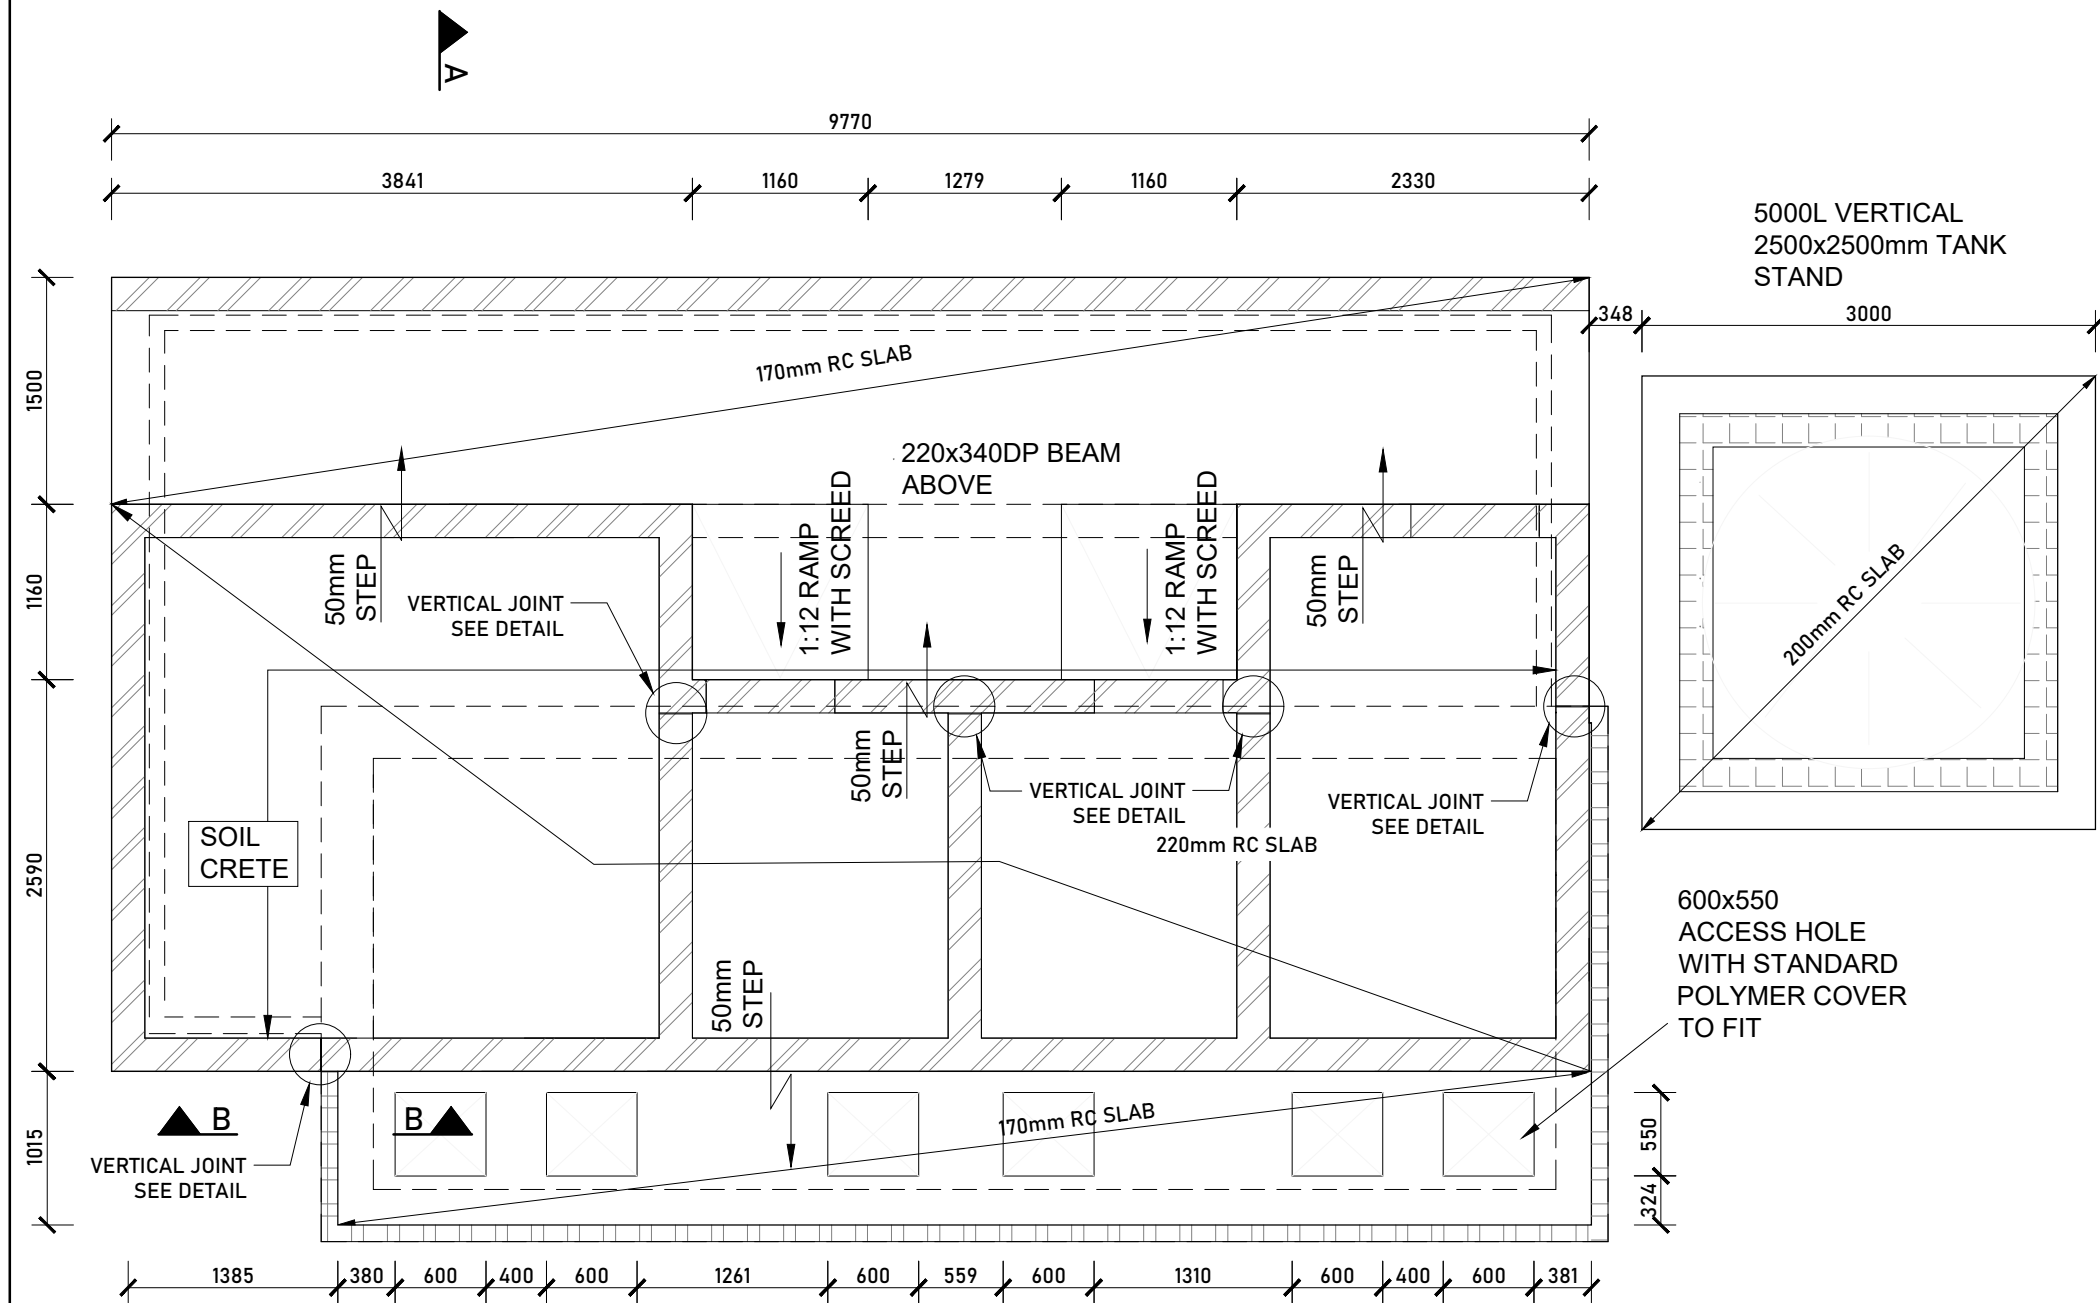 A
9770
3841
1160
1279
1160
2330
5000L VERTICAL
2500x2500mm TANK
STAND
348
3000
1500
170mm RC SLAB
220x340DP BEAM
ABOVE
1:12 RAMP
WITH SCREED
1:12 RAMP
WITH SCREED
50mm
STEP
50mm
STEP
1160
VERTICAL JOINT
SEE DETAIL
200mm RC SLAB
50mm
STEP
VERTICAL JOINT
SEE DETAIL
VERTICAL JOINT
SEE DETAIL
220mm RC SLAB
SOIL
CRETE
2590
600x550
ACCESS HOLE
WITH STANDARD
POLYMER COVER
TO FIT
50mm
STEP
B
B
170mm RC SLAB
1015
VERTICAL JOINT
SEE DETAIL
550
324
1385
380
600
400
600
1261
600
559
600
1310
600
400
600
381